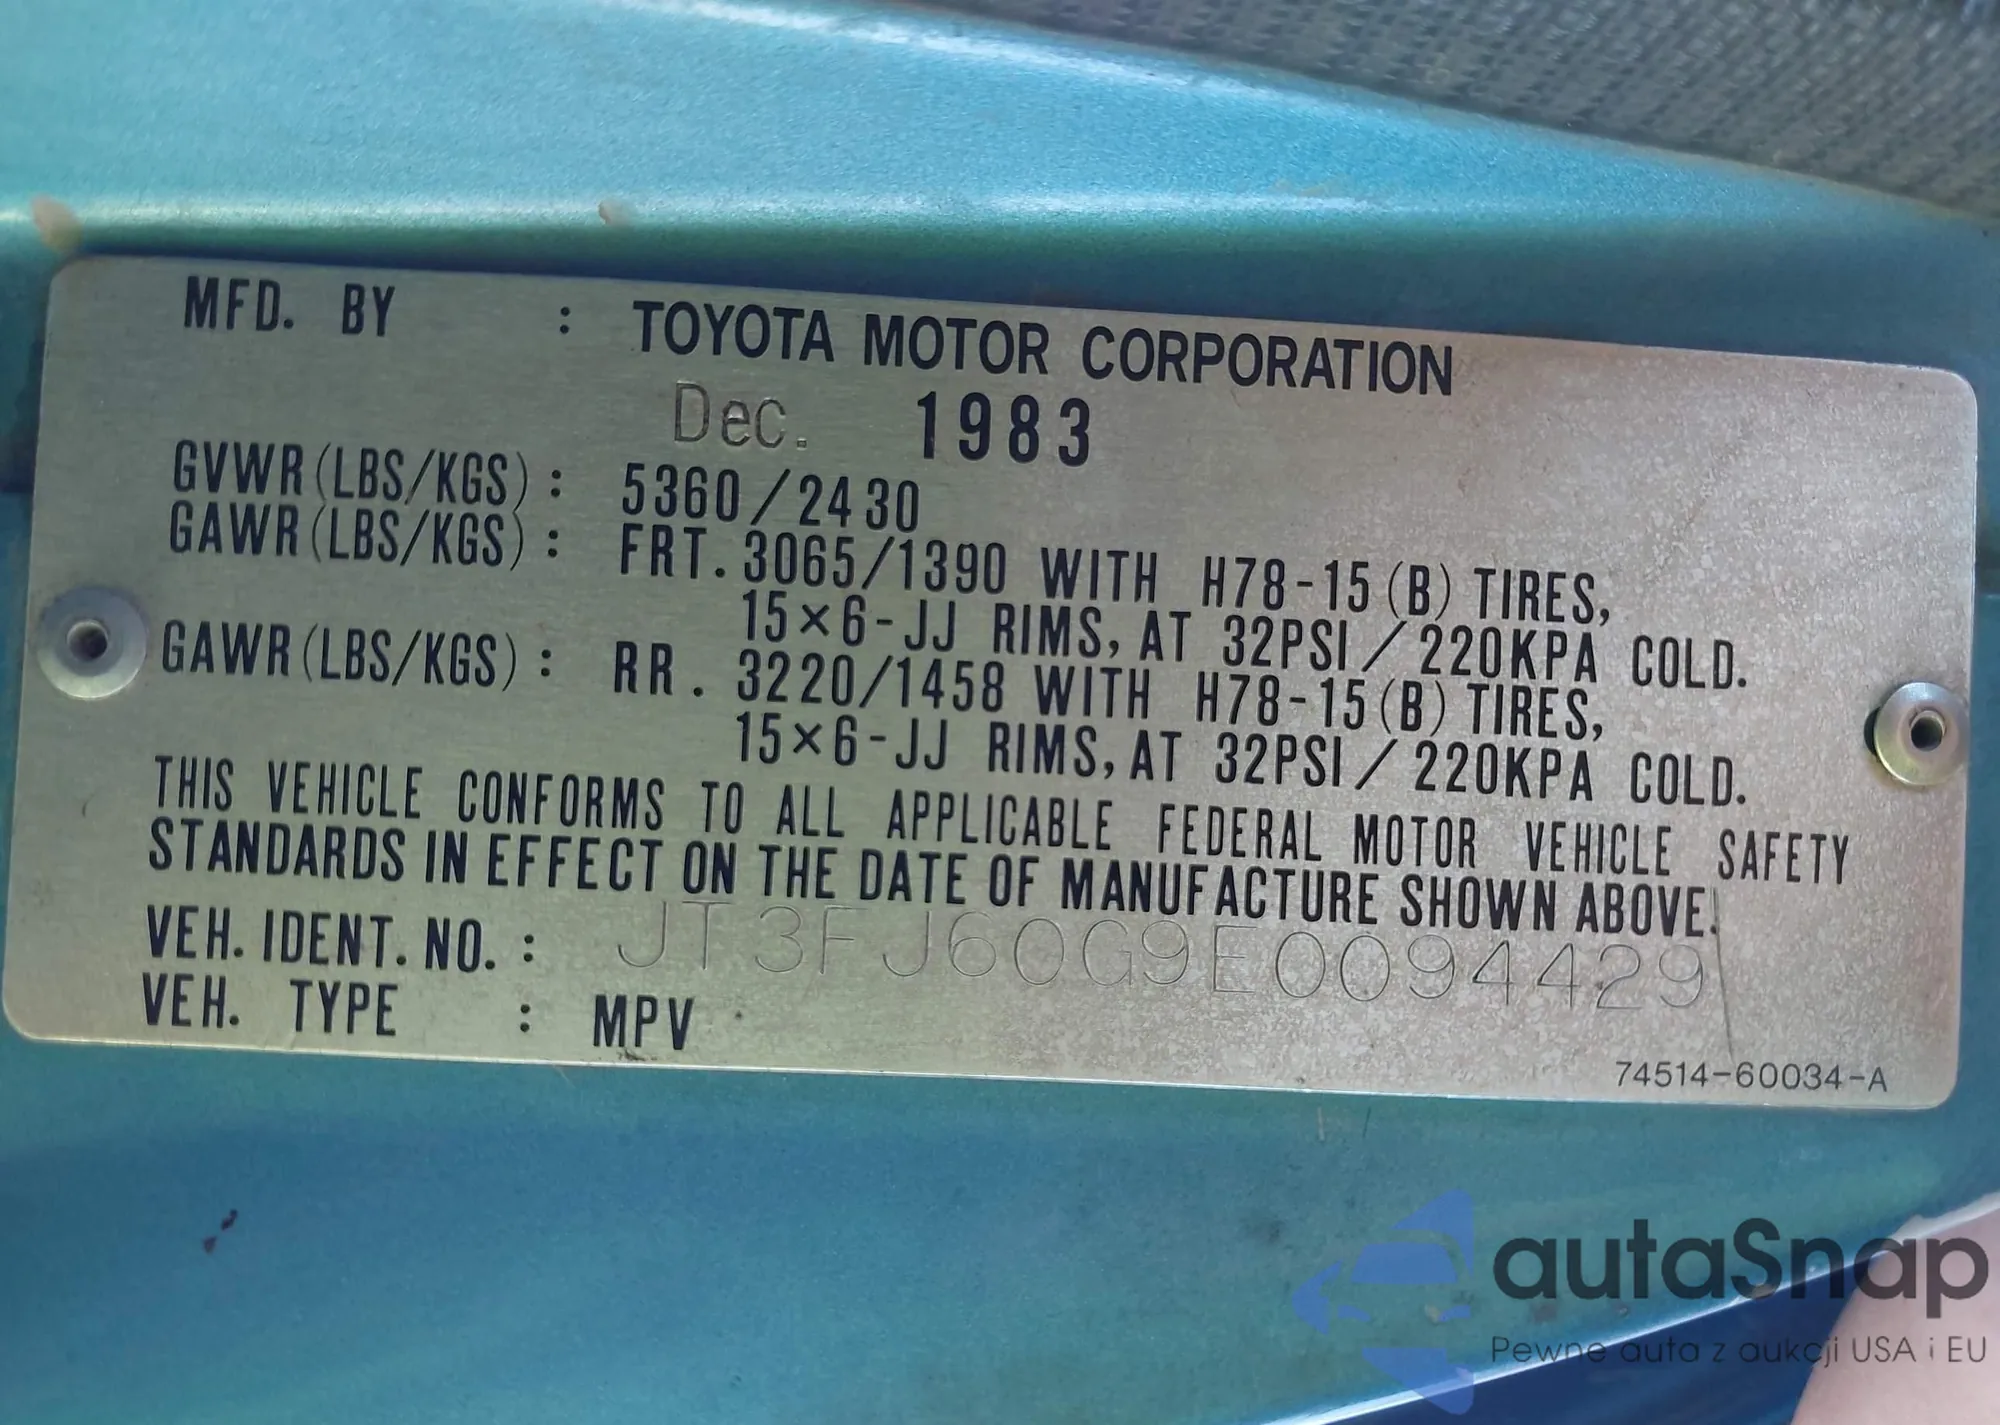 MFD. BY : TOYOTA MOTOR CORPORATION
Dec. 1983
GVWR(LBS/KGS): 5360/2430
GAWR(LBS/KGS): FRT. 3065/1390 WITH H78-15(B) TIRES,
15×6-JJ RIMS, AT 32PSI/220KPA COLD.
GAWR(LBS/KGS): RR. 3220/1458 WITH H78-15(B) TIRES,
15×6-JJ RIMS, AT 32PSI/220KPA COLD.
THIS VEHICLE CONFORMS TO ALL APPLICABLE FEDERAL MOTOR VEHICLE SAFETY
STANDARDS IN EFFECT ON THE DATE OF MANUFACTURE SHOWN ABOVE.
VEH. IDENT. NO. : JT3FJ60G9E0094429
VEH. TYPE : MPV
74514-60034-A
autaSnap
Pewne auta z aukcji USA i EU